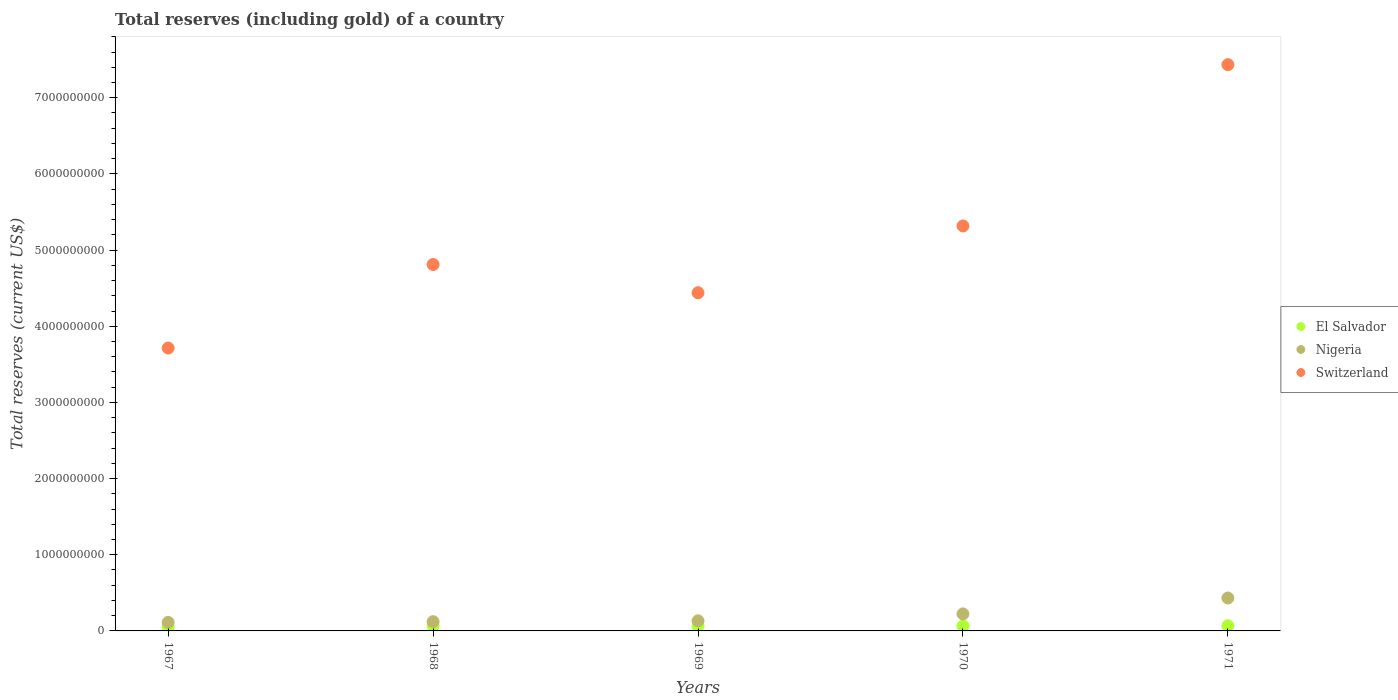 Total reserves (including gold) of a country
Total reserves (current US$)
7000000000
6000000000
5000000000
4000000000
3000000000
2000000000
1000000000
0
1967
1968
1969
1970
1971
Years
El Salvador
Nigeria
Switzerland